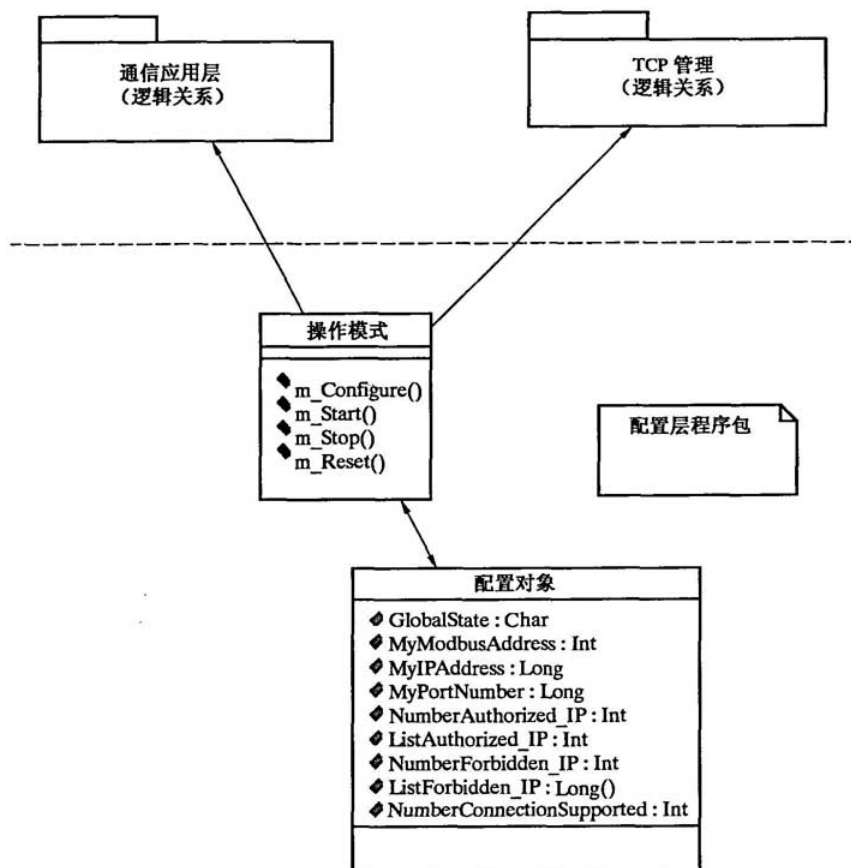 通信应用层
（逻辑关系）
TCP 管理
（逻辑关系）
操作模式
m_Configure()
m_Start()
m_Stop()
m_Reset()
配置层程序包
配置对象
GlobalState : Char
MyModbusAddress : Int
MyIPAddress : Long
MyPortNumber : Long
NumberAuthorized_IP : Int
ListAuthorized_IP : Int
NumberForbidden_IP : Int
ListForbidden_IP : Long()
NumberConnectionSupported : Int